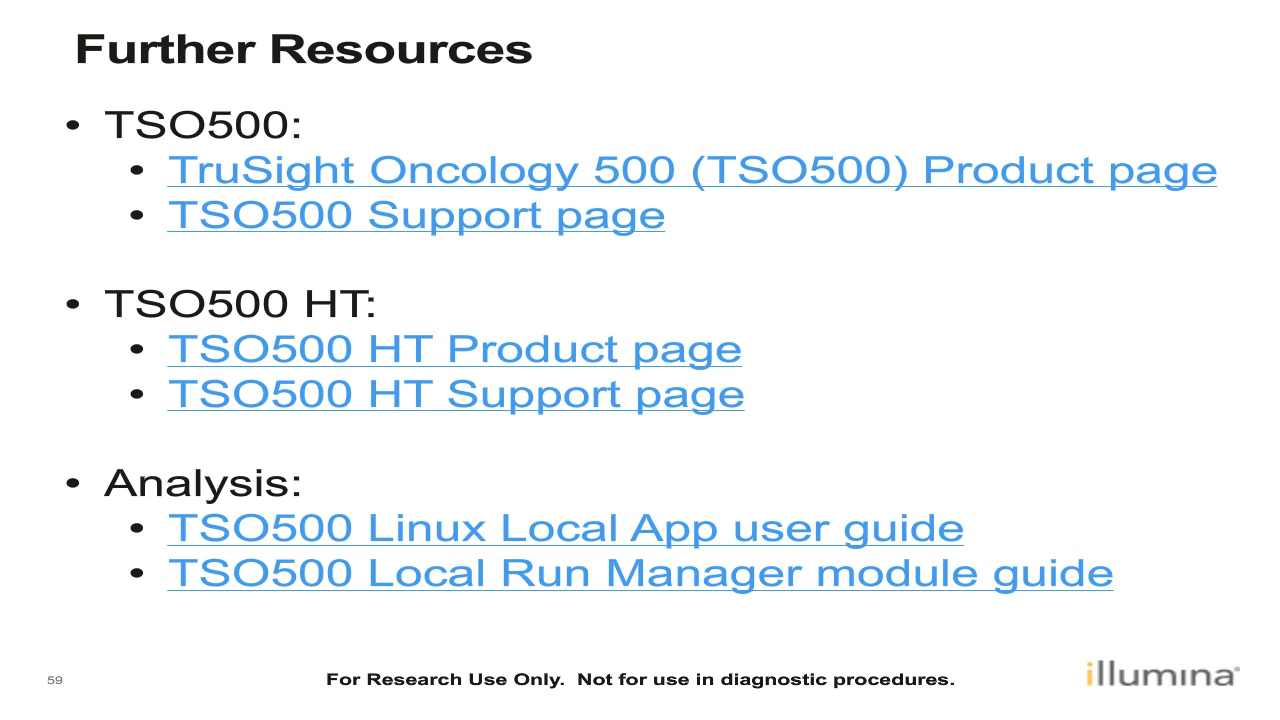 Further Resources
• TSO500:
• TruSight Oncology 500 (TSO500) Product page
• TSO500 Support page
• TSO500 HT:
• TSO500 HT Product page
• TSO500 HT Support page
• Analysis:
• TSO500 Linux Local App user guide
• TSO500 Local Run Manager module guide
59
For Research Use Only. Not for use in diagnostic procedures.
illumina®